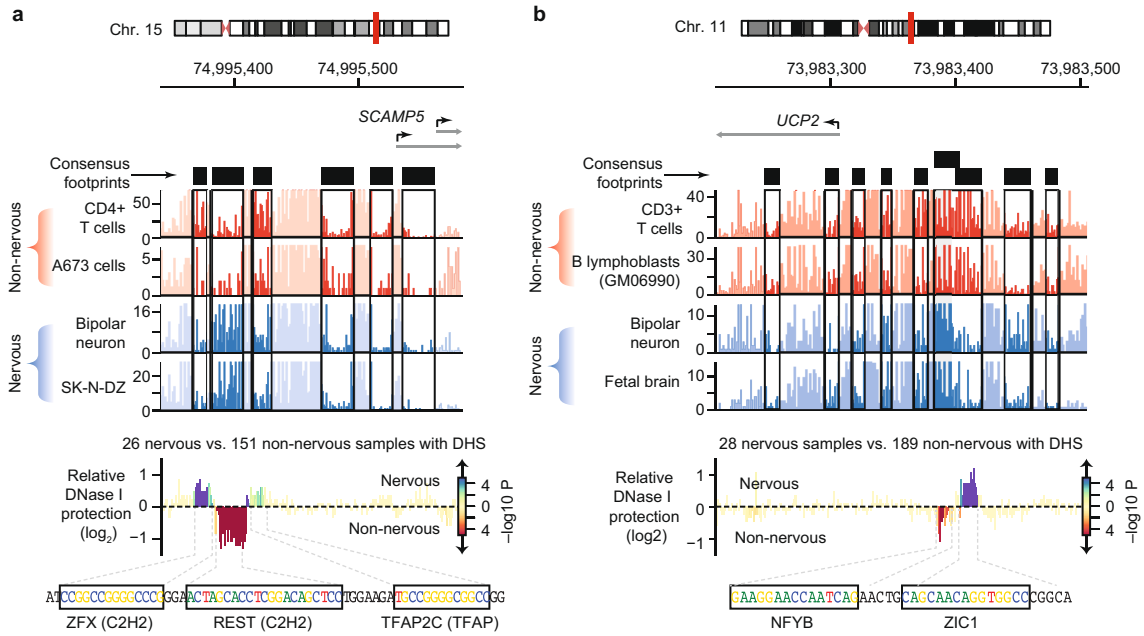 a
Chr. 15
74,995,400 74,995,500
SCAMP5
Consensus
footprints
Non-nervous
CD4+
T cells
50
0
A673 cells
5
0
Nervous
Bipolar
neuron
16
0
SK-N-DZ
20
0
26 nervous vs. 151 non-nervous samples with DHS
Relative
DNase I
protection
(log2)
1
0
−1
Nervous
Non-nervous
4
0
4
−log10 P
ATCCGGCCGGGGCCCGGGAACTAGCACCTCGGACAGCTCCTGGAAGATGCCGGGGCGGCCGG
ZFX (C2H2) REST (C2H2) TFAP2C (TFAP)
b
Chr. 11
73,983,300 73,983,400 73,983,500
UCP2
Consensus
footprints
Non-nervous
CD3+
T cells
40
0
B lymphoblasts
(GM06990)
30
0
Nervous
Bipolar
neuron
10
0
Fetal brain
10
0
28 nervous samples vs. 189 non-nervous with DHS
Relative
DNase I
protection
(log2)
1
0
−1
Nervous
Non-nervous
4
0
4
−log10 P
GAAGGAACCAATCAGAACTGCAGCAACAGGTGGCCCGGCA
NFYB ZIC1